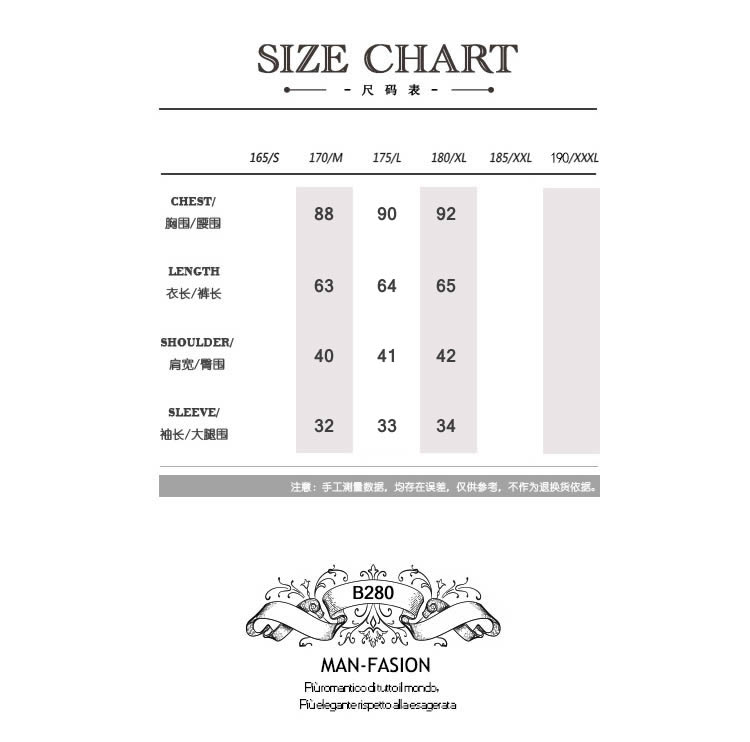 SIZE CHART
- 尺 码 表 -
165/S 170/M 175/L 180/XL 185/XXL 190/XXXL
CHEST/
胸围/腰围
88 90 92
LENGTH
衣长/裤长
63 64 65
SHOULDER/
肩宽/臀围
40 41 42
SLEEVE/
袖长/大腿围
32 33 34
注意：手工测量数据，均存在误差，仅供参考，不作为退换货依据。
B280
MAN-FASION
Più romantico di tutto il mondo,
Più elegante rispetto alla esagerata